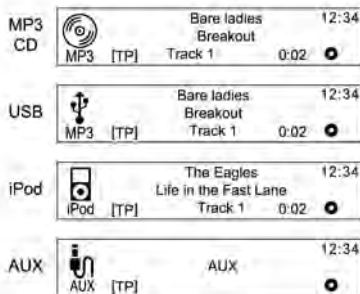 MP3
CD
Bare ladies 12:34
Breakout
MP3 [TP] Track 1 0:02
USB
Bare ladies 12:34
Breakout
MP3 [TP] Track 1 0:02
iPod
The Eagles 12:34
Life in the Fast Lane
iPod [TP] Track 1 0:02
AUX
12:34
AUX
AUX [TP]